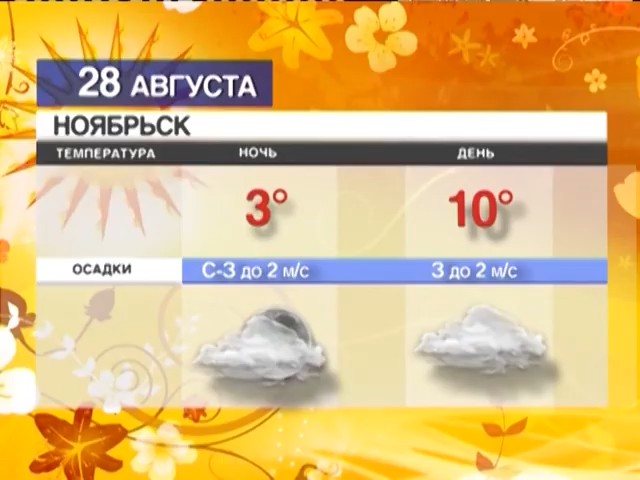 28 АВГУСТА
НОЯБРЬСК
ТЕМПЕРАТУРА НОЧЬ ДЕНЬ
3° 10°
ОСАДКИ С-З до 2 м/с З до 2 м/с